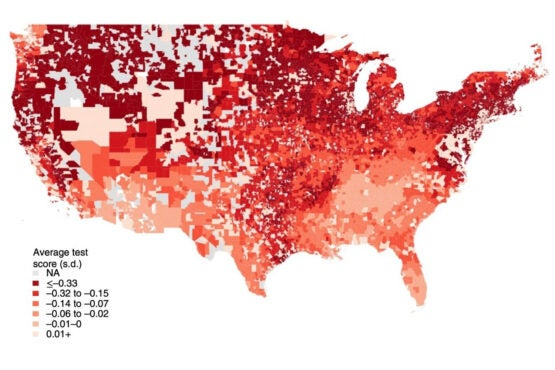 Average test
score (s.d.)
NA
≤–0.33
–0.32 to –0.15
–0.14 to –0.07
–0.06 to –0.02
–0.01–0
0.01+